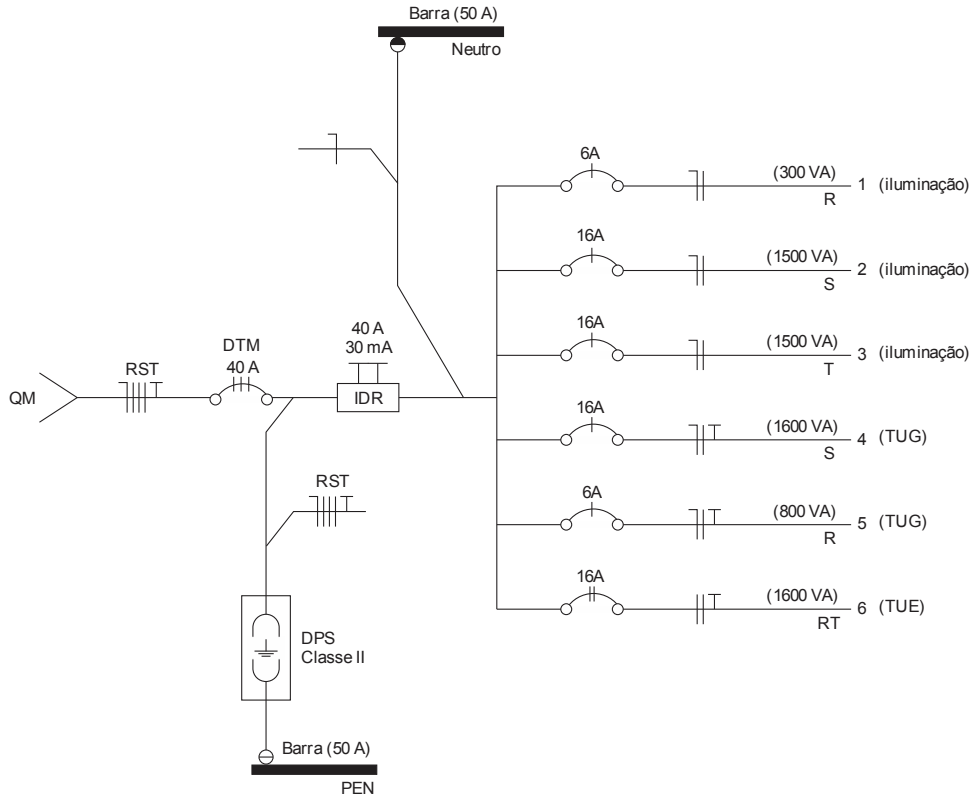 Barra (50 A)
Neutro
6A
(300 VA)
R
1 (iluminação)
16A
(1500 VA)
S
2 (iluminação)
16A
(1500 VA)
T
3 (iluminação)
40 A
30 mA
IDR
DTM
40 A
RST
QM
16A
(1600 VA)
S
4 (TUG)
RST
6A
(800 VA)
R
5 (TUG)
16A
(1600 VA)
RT
6 (TUE)
DPS
Classe II
Barra (50 A)
PEN